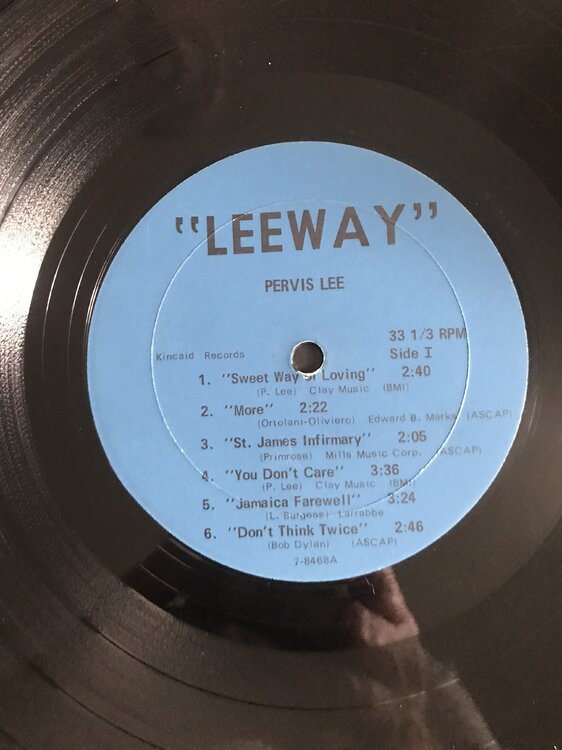 "LEEWAY"
PERVIS LEE
33 1/3 RPM
Kincaid Records Side I
1. "Sweet Way of Loving" 2:40
(P. Lee) Clay Music (BMI)
2. "More" 2:22
(Ortolani-Oliviero) Edward B. Marks (ASCAP)
3. "St. James Infirmary" 2:05
(Primrose) Mills Music Corp. (ASCAP)
4. "You Don't Care" 3:36
(P. Lee) Clay Music (BMI)
5. "Jamaica Farewell" 3:24
(L. Burgese) Lairabbe
6. "Don't Think Twice" 2:46
(Bob Dylan) (ASCAP)
7-8468A